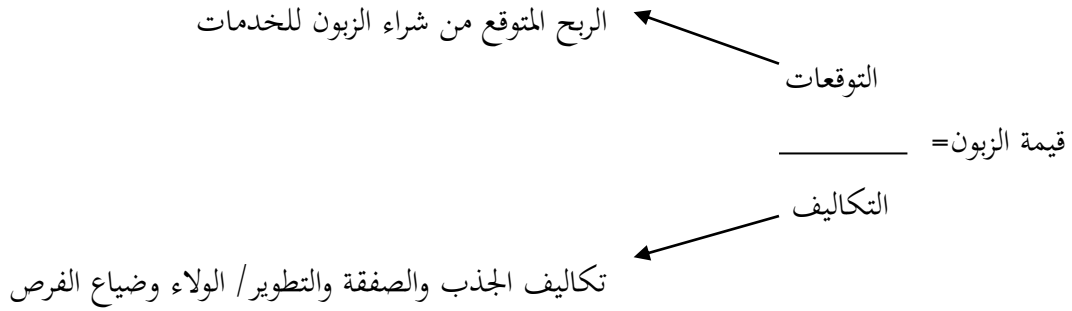 الربح المتوقع من شراء الزبون للخدمات
التوقعات
قيمة الزبون=
التكاليف
تكاليف الجذب والصفقة والتطوير/ الولاء وضياع الفرص